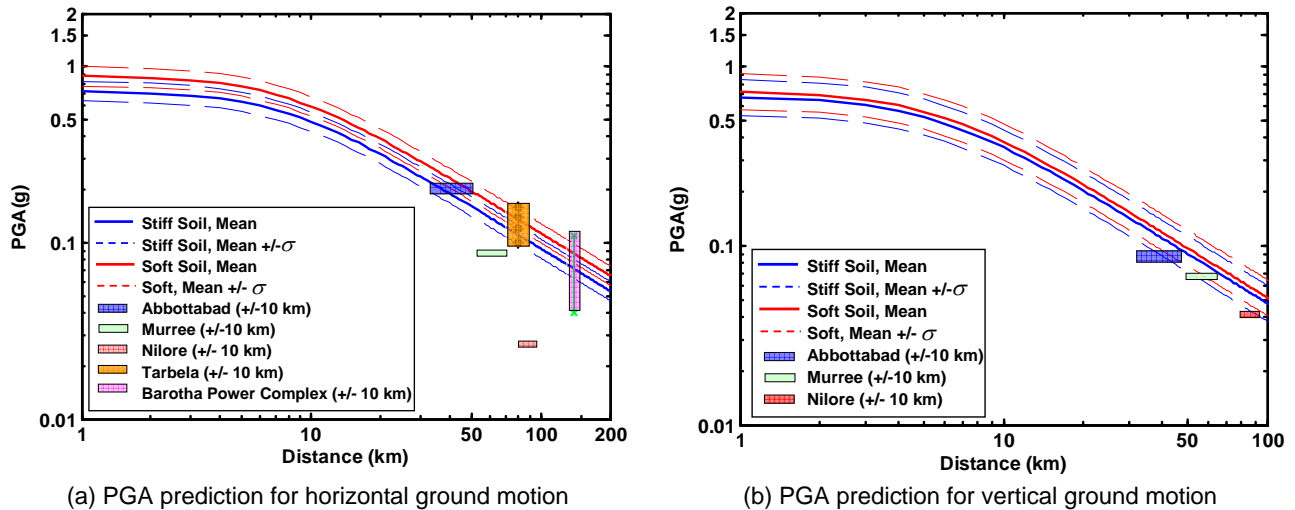 2
1.5
1
0.5
0.1
0.01
PGA(g)
Stiff Soil, Mean
Stiff Soil, Mean +/-σ
Soft Soil, Mean
Soft, Mean +/- σ
Abbottabad (+/-10 km)
Murree (+/-10 km)
Nilore (+/- 10 km)
Tarbela (+/- 10 km)
Barotha Power Complex (+/- 10 km)
1 10 50 100 200
Distance (km)
(a) PGA prediction for horizontal ground motion
2
1.5
1
0.5
0.1
0.01
PGA(g)
Stiff Soil, Mean
Stiff Soil, Mean +/-σ
Soft Soil, Mean
Soft, Mean +/- σ
Abbottabad (+/-10 km)
Murree (+/-10 km)
Nilore (+/- 10 km)
1 10 50 100
Distance (km)
(b) PGA prediction for vertical ground motion